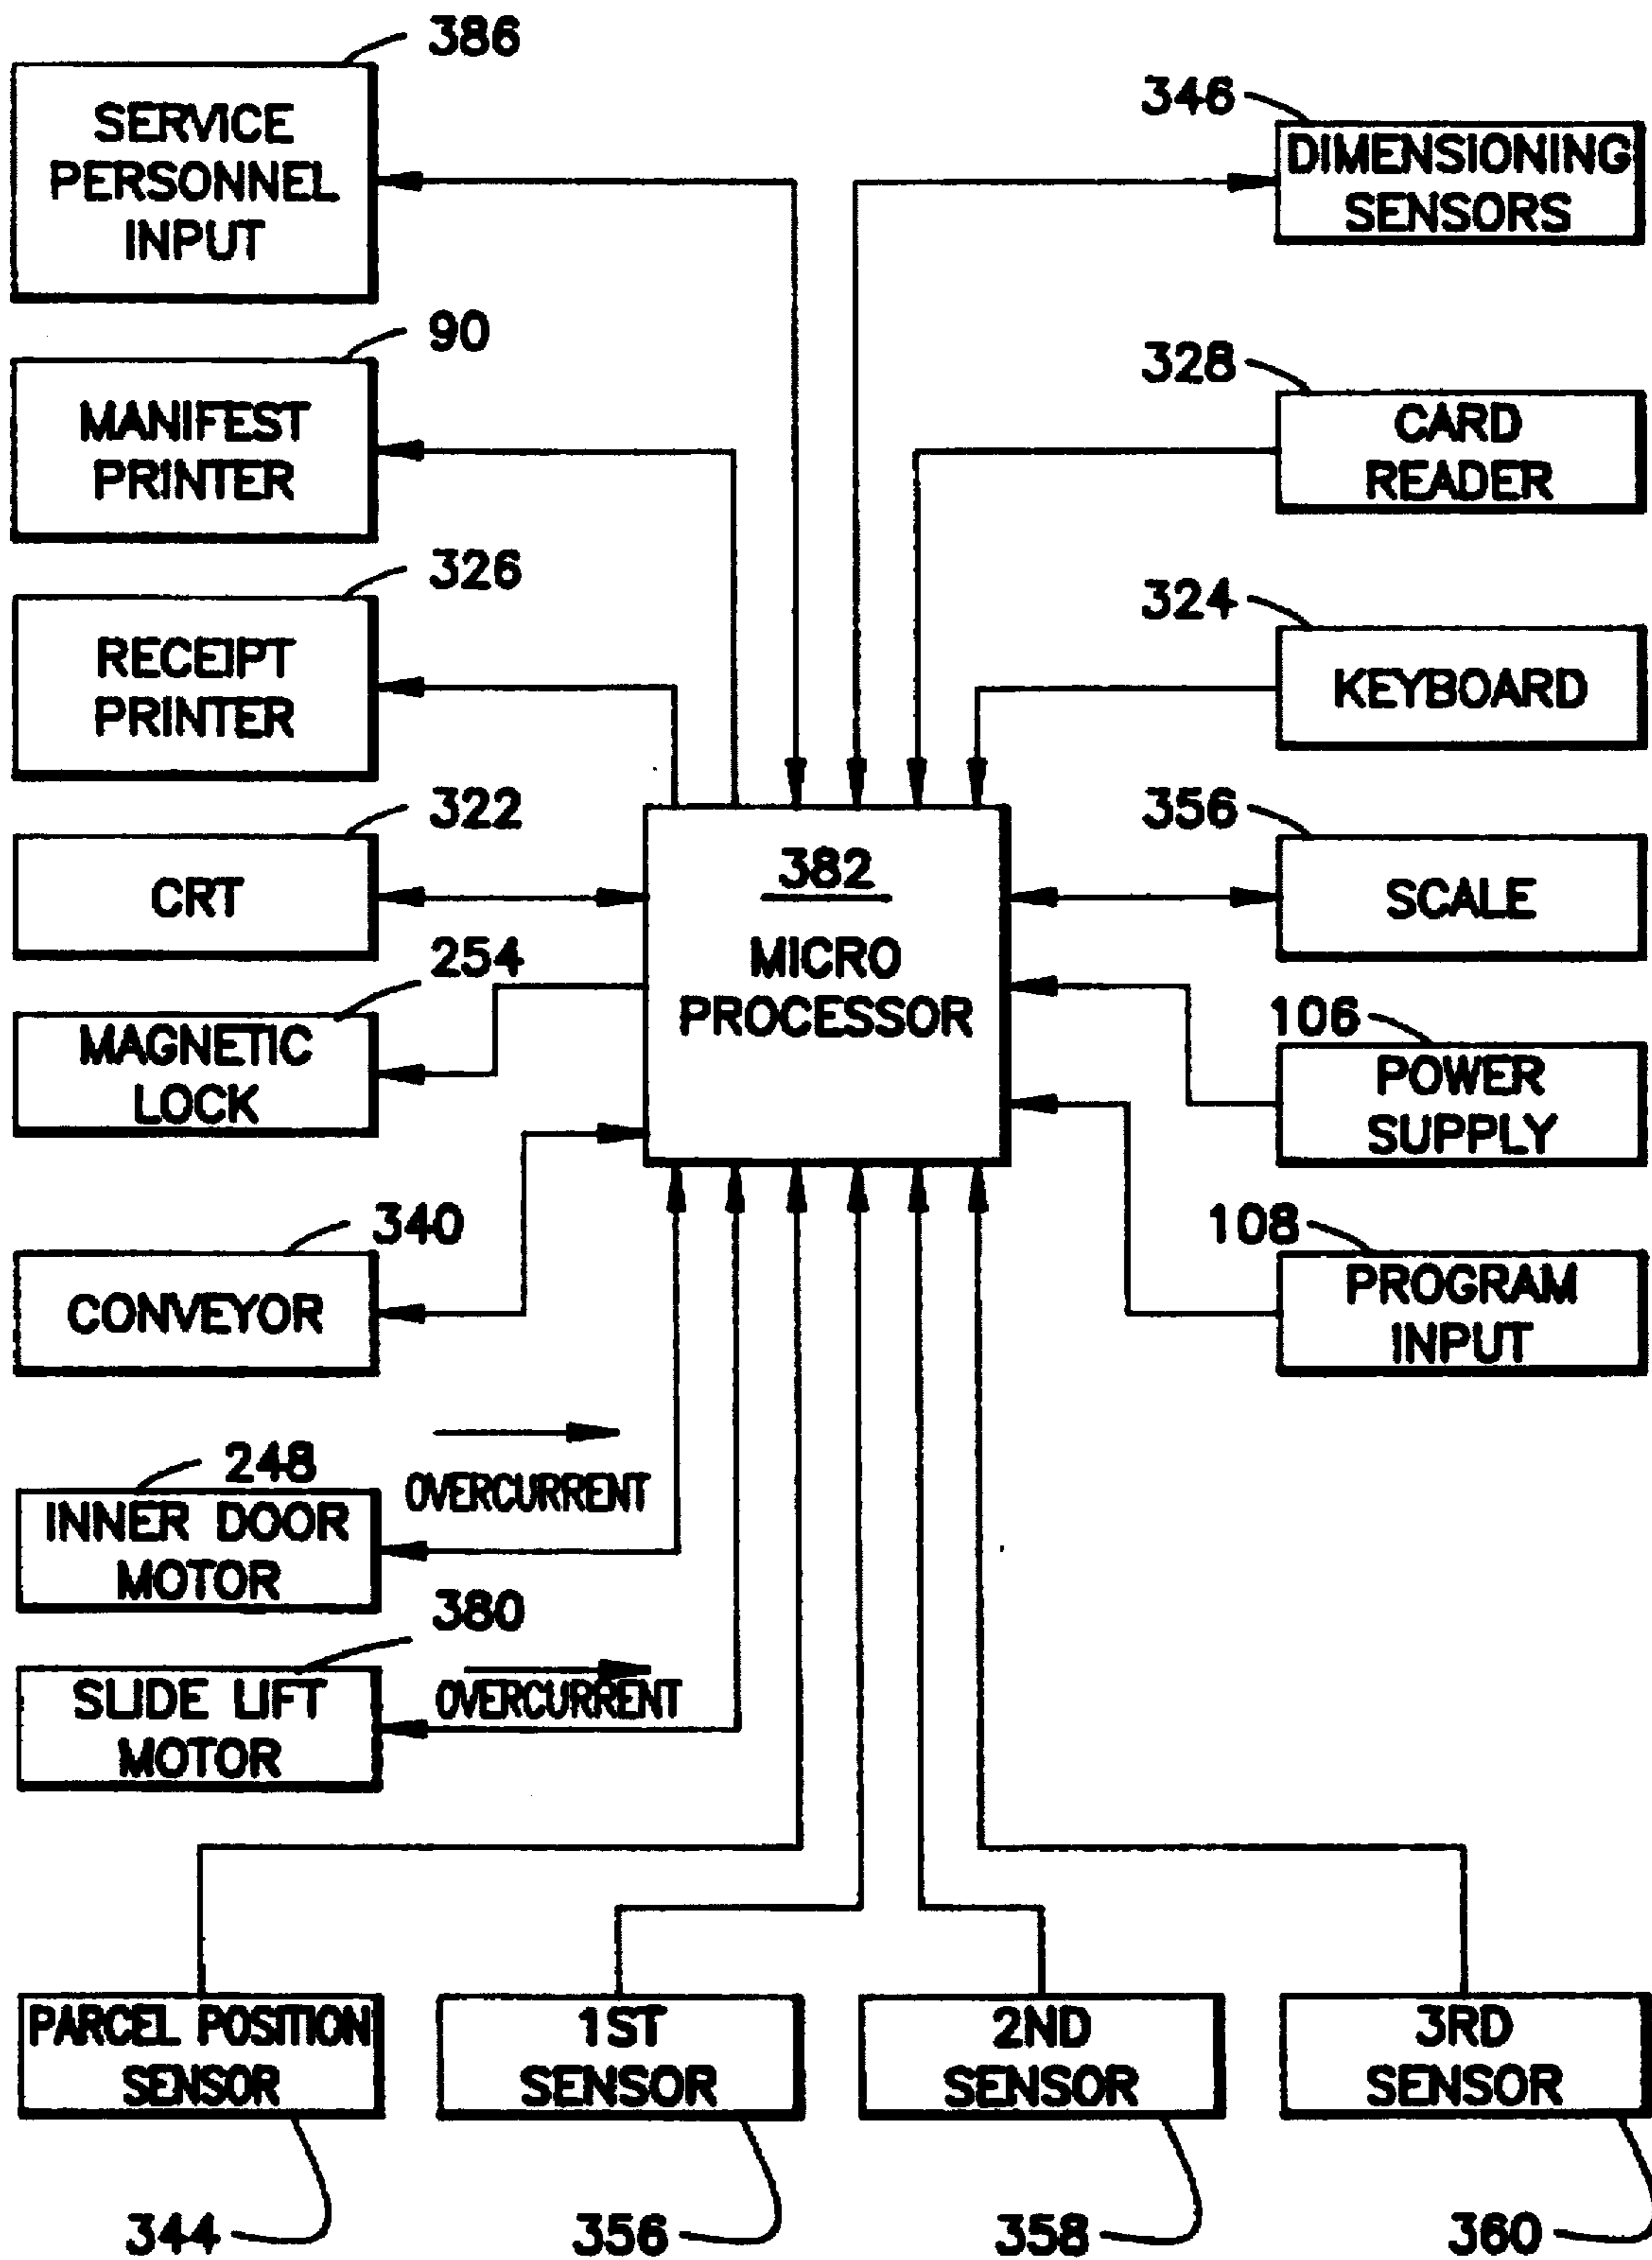 386
SERVICE
PERSONNEL
INPUT
346
DIMENSIONING
SENSORS
90
MANIFEST
PRINTER
328
CARD
READER
326
RECEIPT
PRINTER
324
KEYBOARD
322
CRT
382
MICRO
PROCESSOR
356
SCALE
254
MAGNETIC
LOCK
106
POWER
SUPPLY
340
CONVEYOR
108
PROGRAM
INPUT
248
INNER DOOR
MOTOR
OVERCURRENT
380
SLIDE LIFT
MOTOR
OVERCURRENT
PARCEL POSITION
SENSOR
1ST
SENSOR
2ND
SENSOR
3RD
SENSOR
344
356
358
360